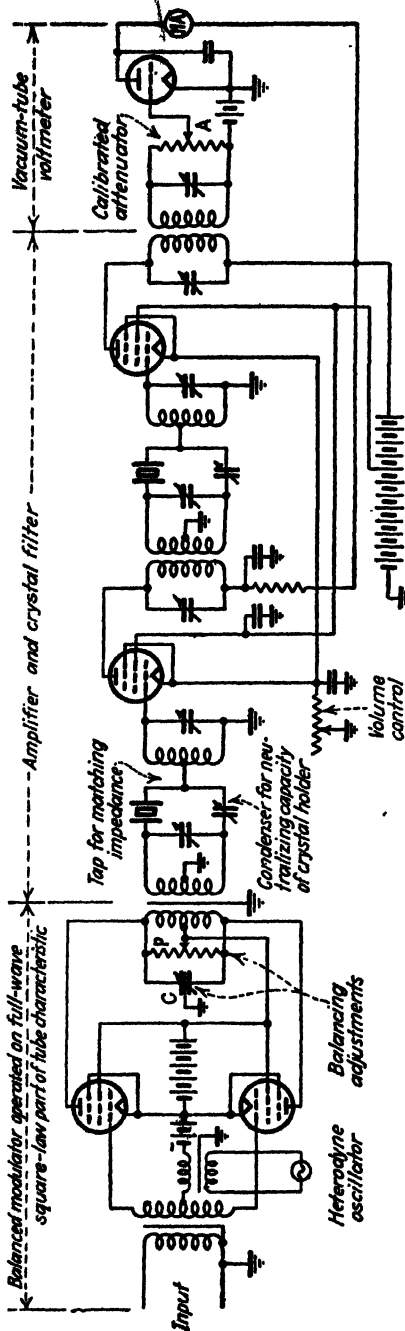 Balanced modulator operated on full-wave
square-law part of tube characteristic
Amplifier and crystal filter
Vacuum-tube
voltmeter
Input
Heterodyne
oscillator
Balancing
adjustments
C
P
Tap for matching
impedance
Condenser for neu-
tralizing capacity
of crystal holder
Volume
control
Calibrated
attenuator
A